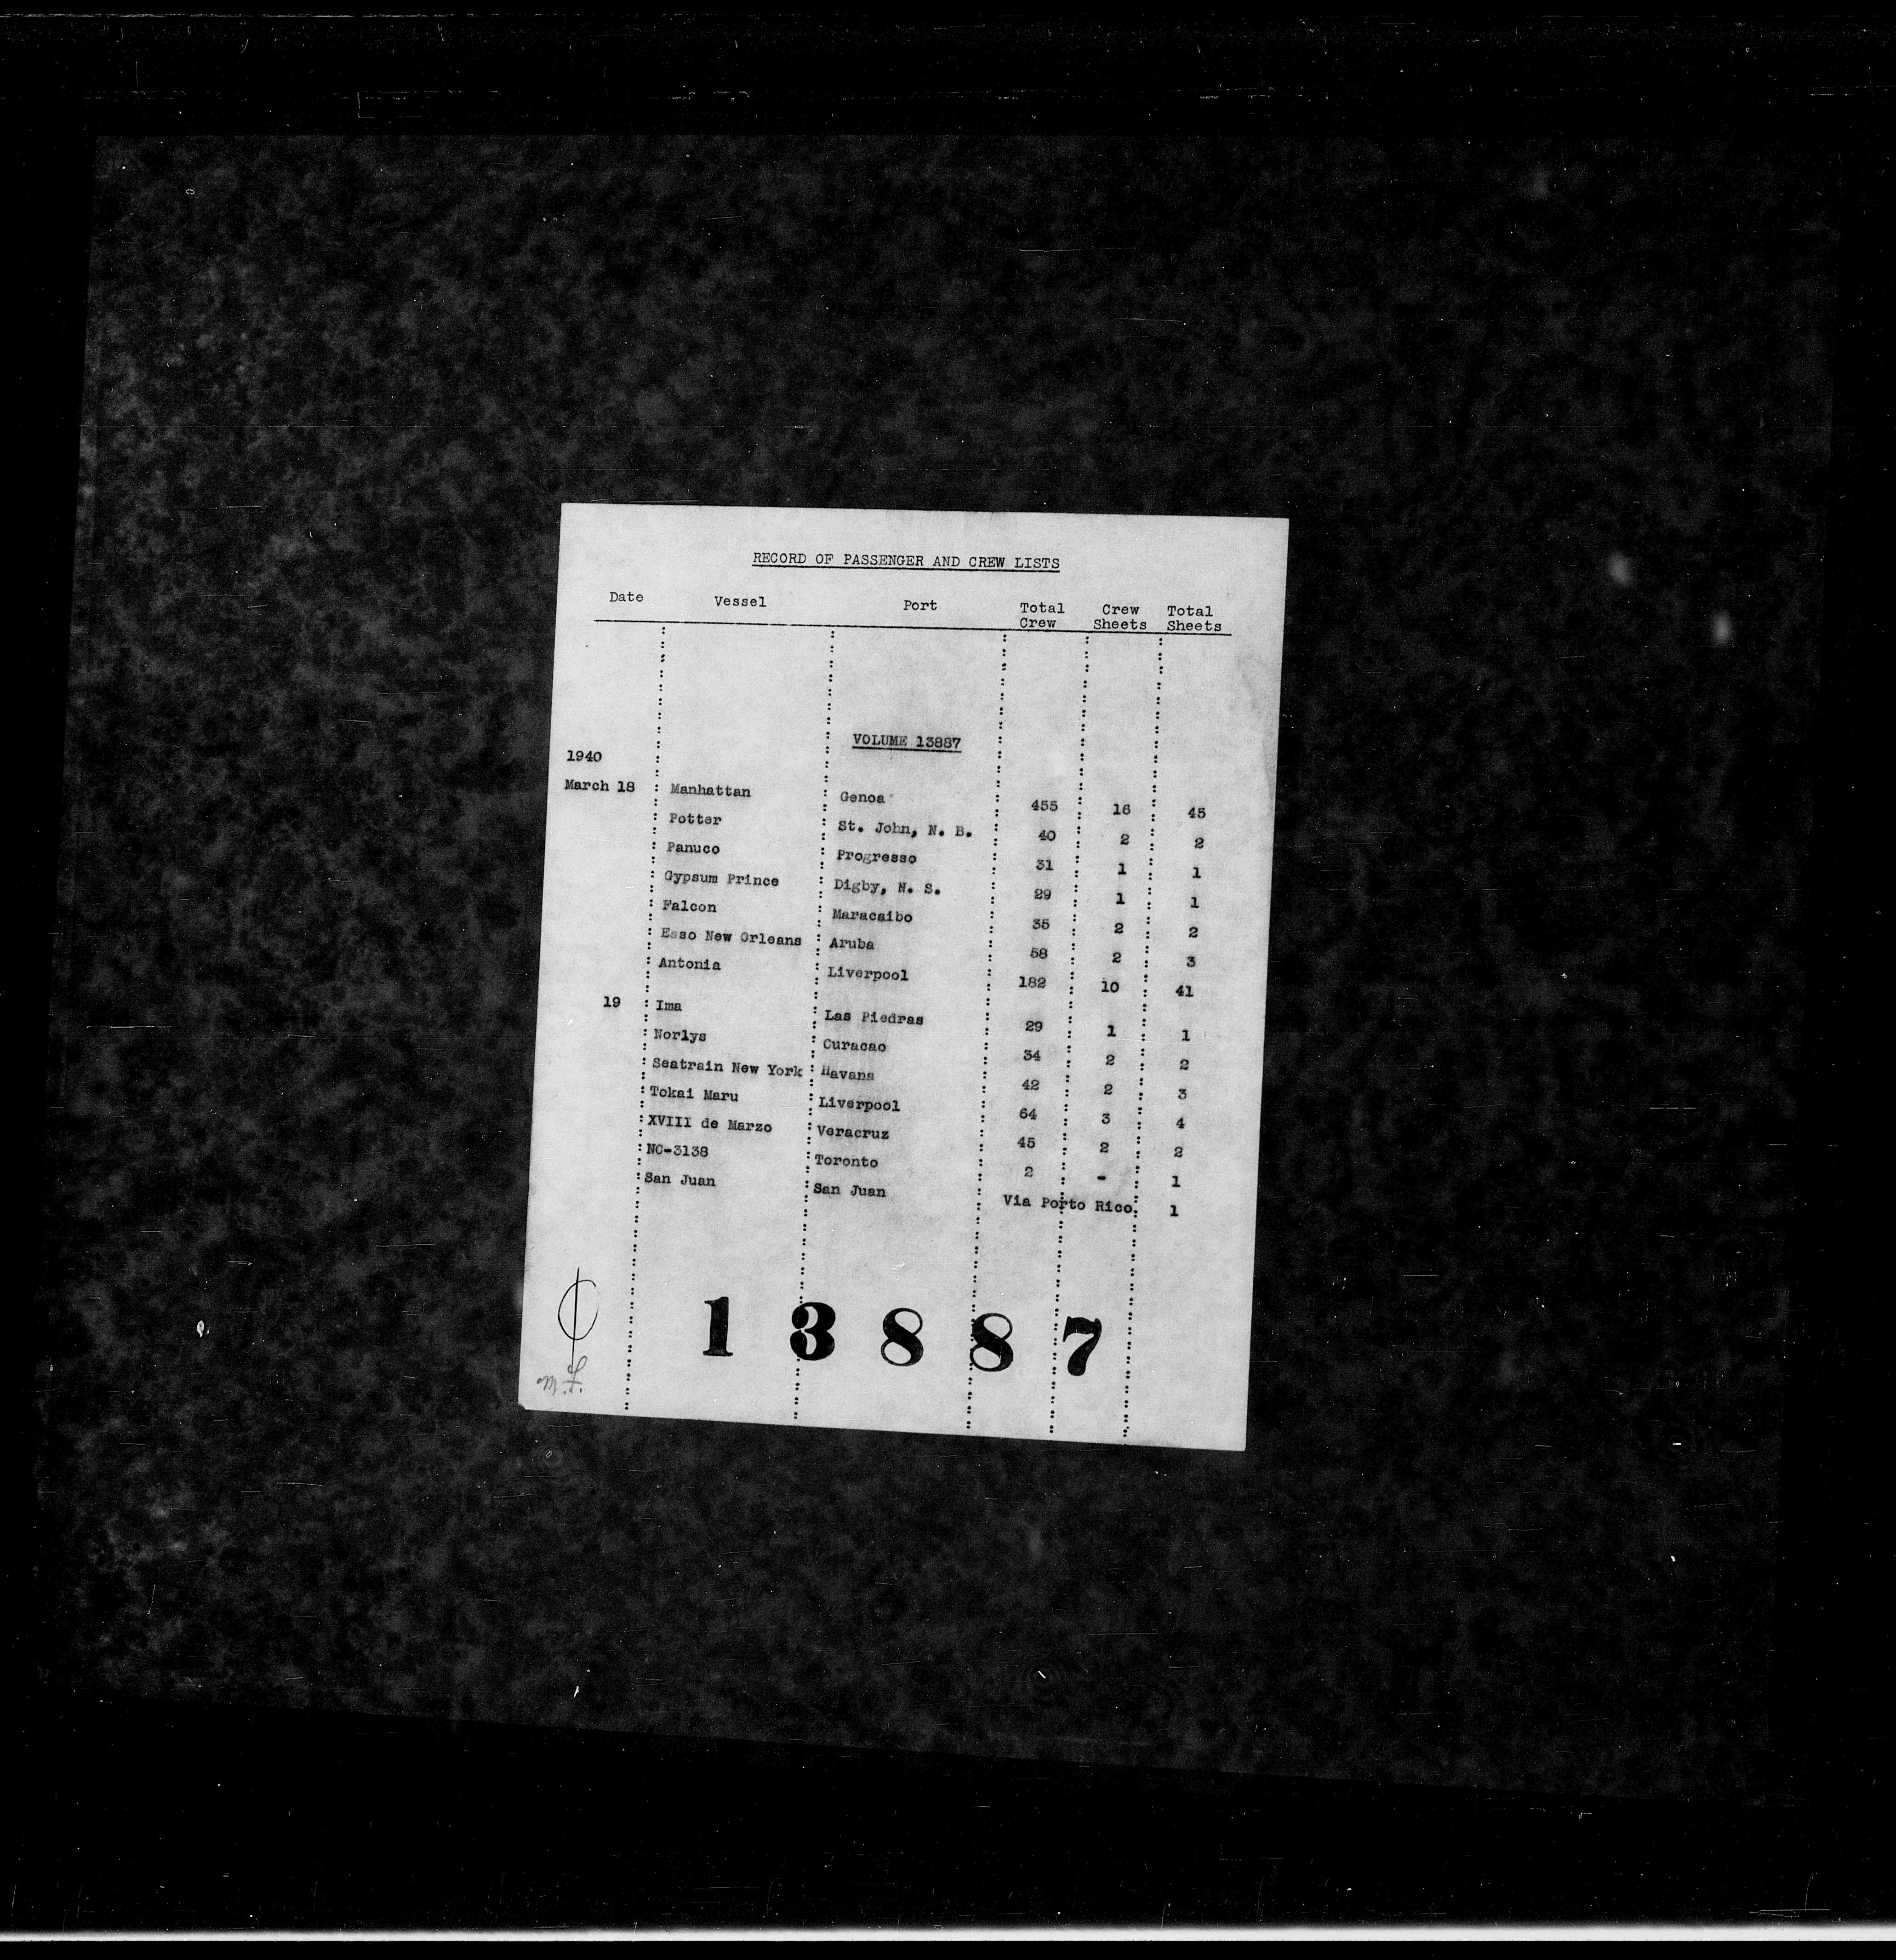 RECORD OF PASSENGER AND CREW LISTS
Date Vessel Port Total Crew Crew Sheets Total Sheets
VOLUME 13887
1940
March 18 Manhattan Genoa 455 16 45
Potter St. John, N. B. 40 2 2
Panuco Progresso 31 1 1
Gypsum Prince Digby, N. S. 29 1 1
Falcon Maracaibo 35 2 2
Esso New Orleans Aruba 58 2 3
Antonia Liverpool 182 10 41
19 Ima Las Piedras 29 1 1
Norlys Curacao 34 2 2
Seatrain New York Havana 42 2 3
Tokai Maru Liverpool 64 3 4
XVIII de Marzo Veracruz 45 2 2
NC-3138 Toronto 2 - 1
San Juan San Juan Via Porto Rico 1
1 3 8 8 7